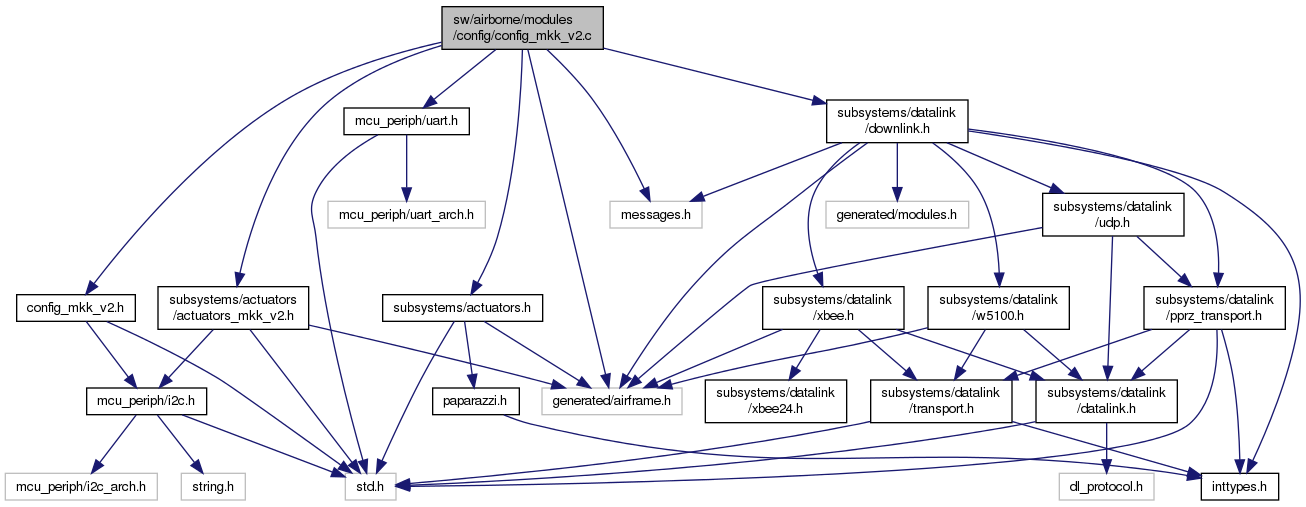 sw/airborne/modules
/config/config_mkk_v2.c
subsystems/datalink
/downlink.h
mcu_periph/uart.h
mcu_periph/uart_arch.h
messages.h
generated/modules.h
subsystems/datalink
/udp.h
config_mkk_v2.h
subsystems/actuators
/actuators_mkk_v2.h
subsystems/actuators.h
subsystems/datalink
/xbee.h
subsystems/datalink
/w5100.h
subsystems/datalink
/pprz_transport.h
mcu_periph/i2c.h
paparazzi.h
generated/airframe.h
subsystems/datalink
/xbee24.h
subsystems/datalink
/transport.h
subsystems/datalink
/datalink.h
mcu_periph/i2c_arch.h
string.h
std.h
dl_protocol.h
inttypes.h